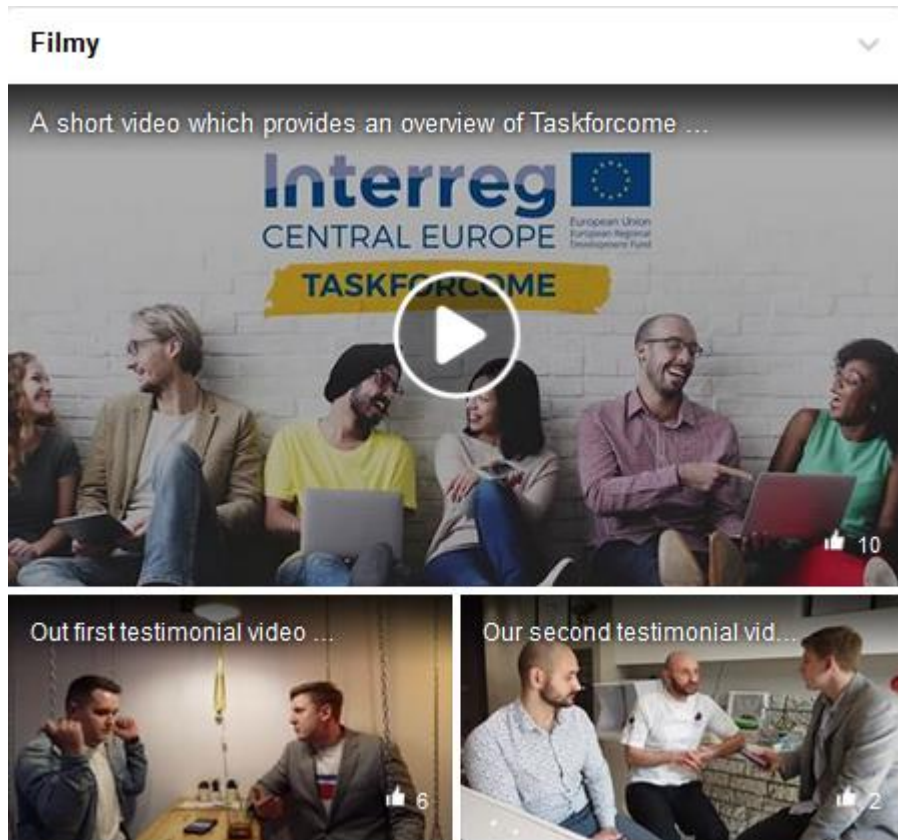 Filmy
A short video which provides an overview of Taskforcome ...
Interreg
CENTRAL EUROPE
European Union
European Regional
Development Fund
TASKFORCOME
10
Out first testimonial video ...
6
Our second testimonial vid...
2